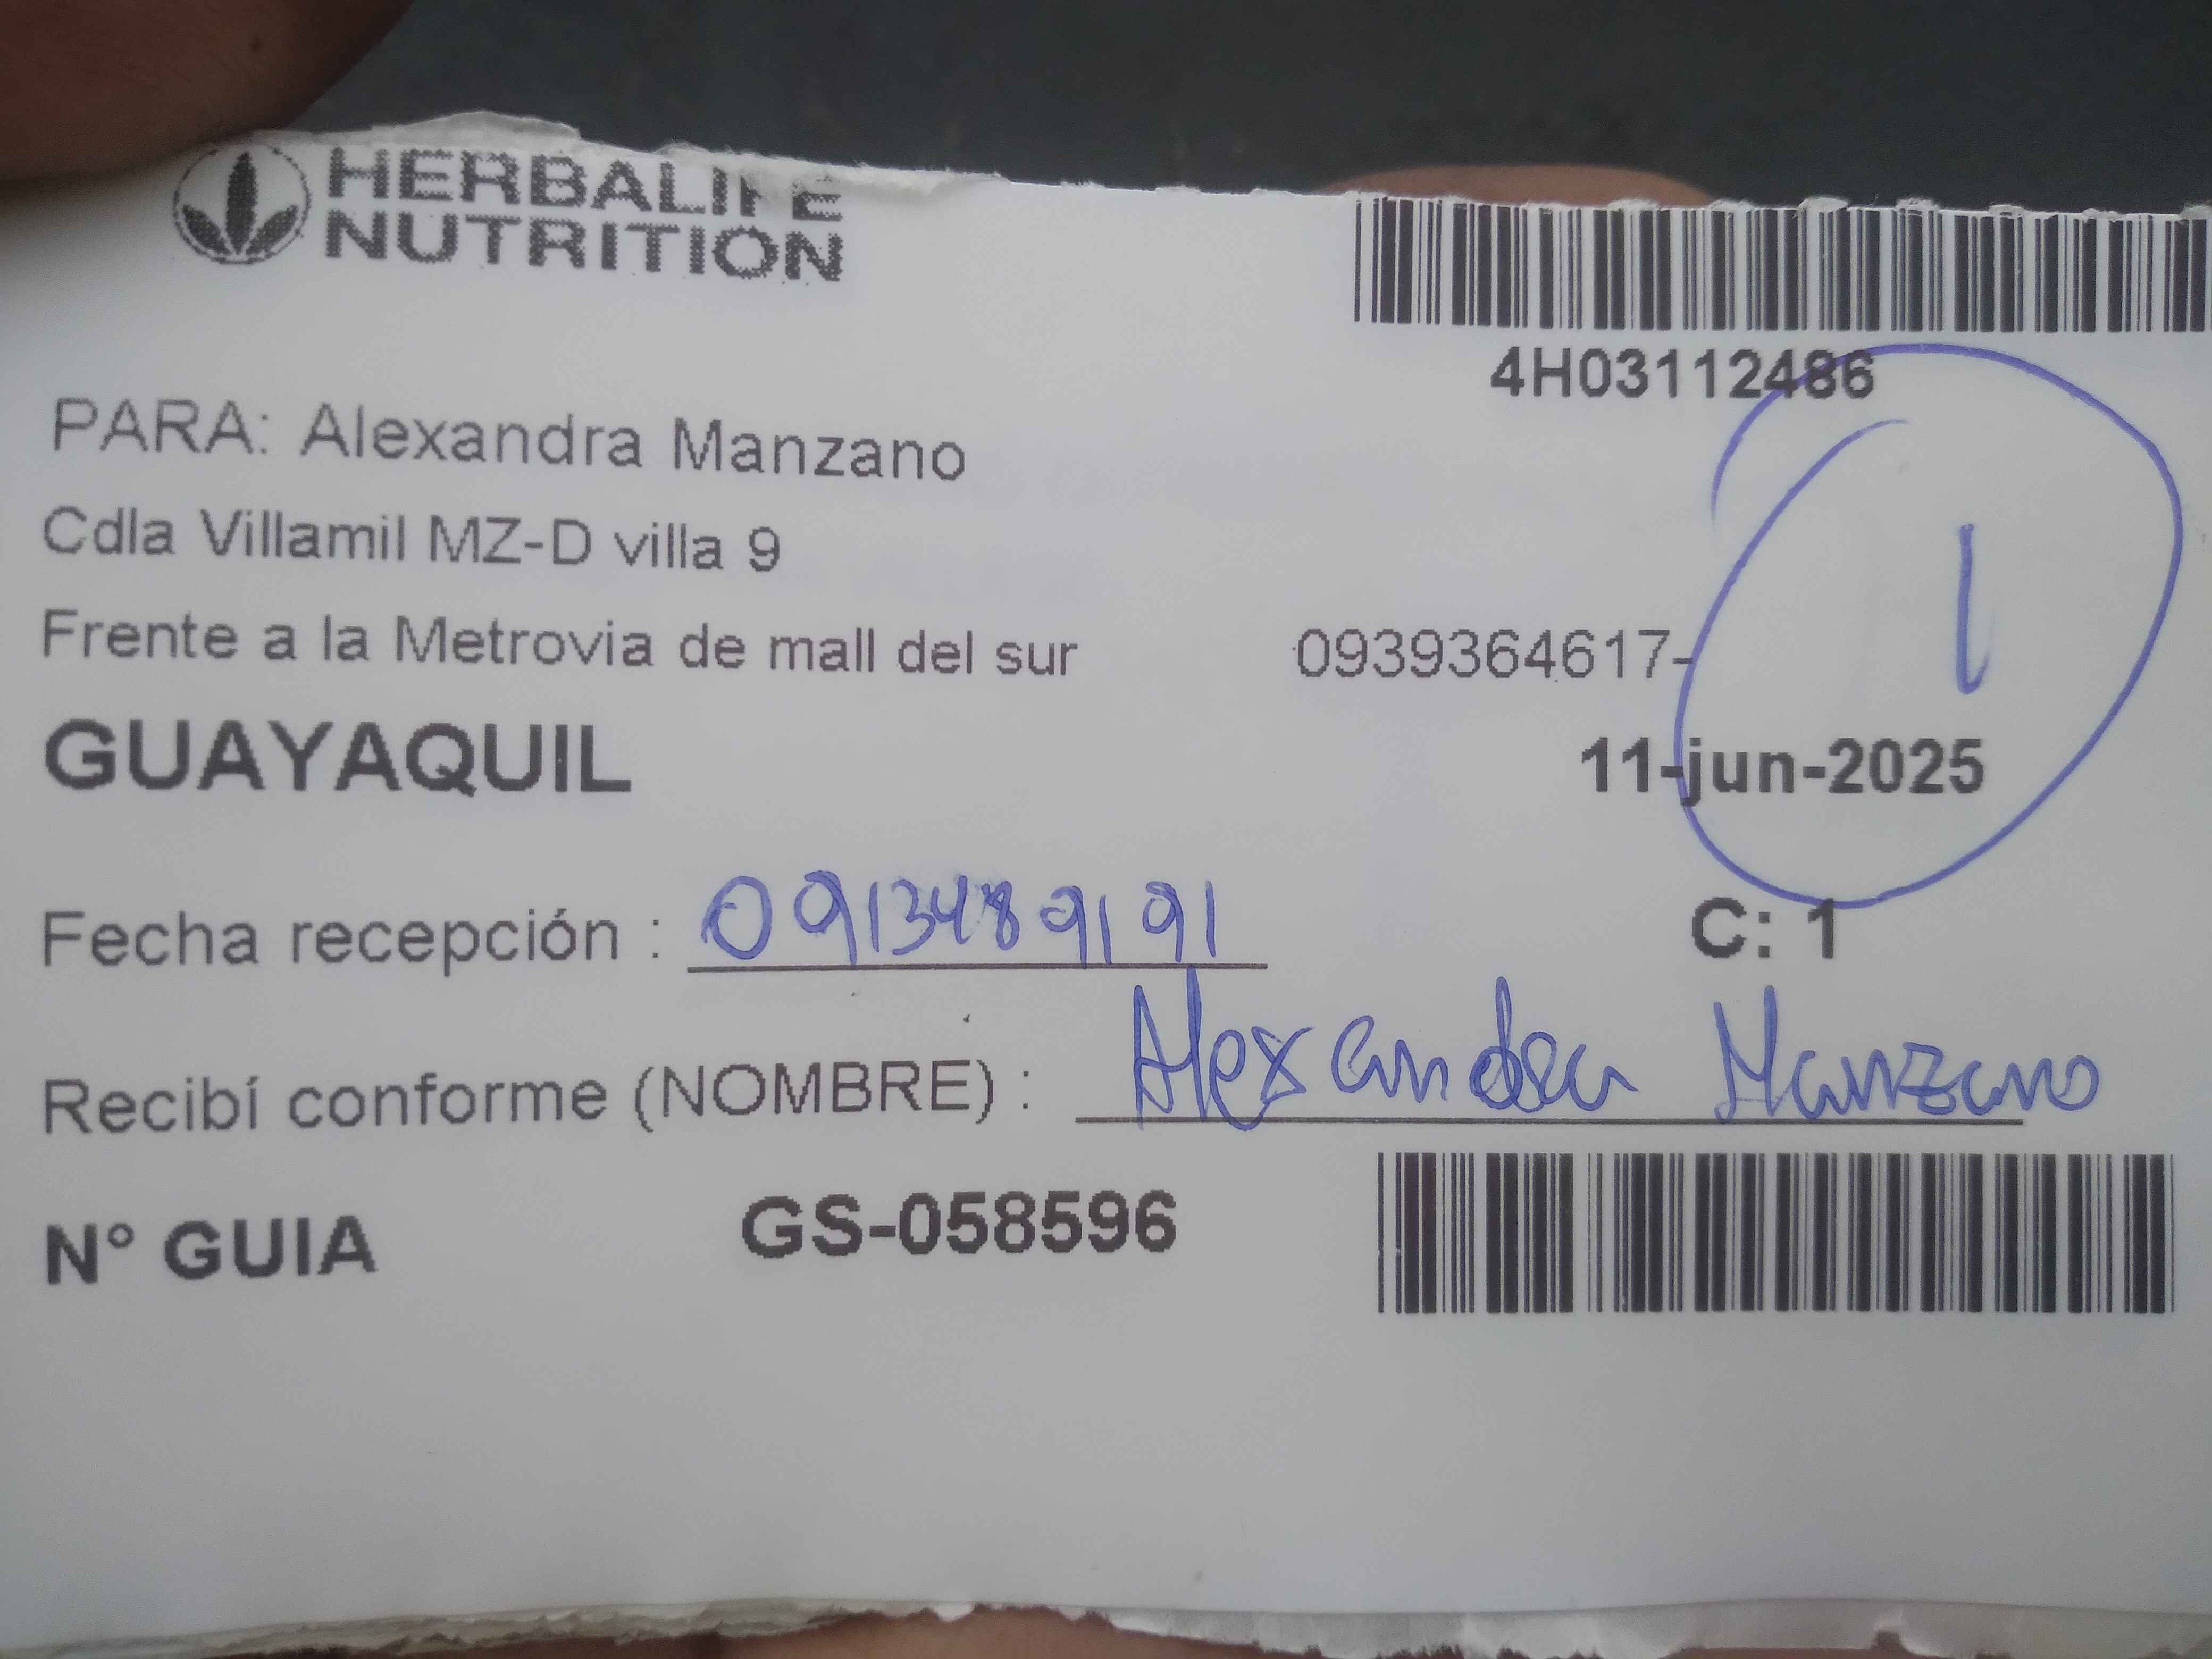 HERBALIFE
NUTRITION
4H03112486
PARA: Alexandra Manzano
Cdla Villamil MZ-D villa 9
Frente a la Metrovia de mall del sur 0939364617-
1
GUAYAQUIL 11-jun-2025
Fecha recepción : 0913489191 C: 1
Recibí conforme (NOMBRE) : Alexandra Manzano
N° GUIA GS-058596